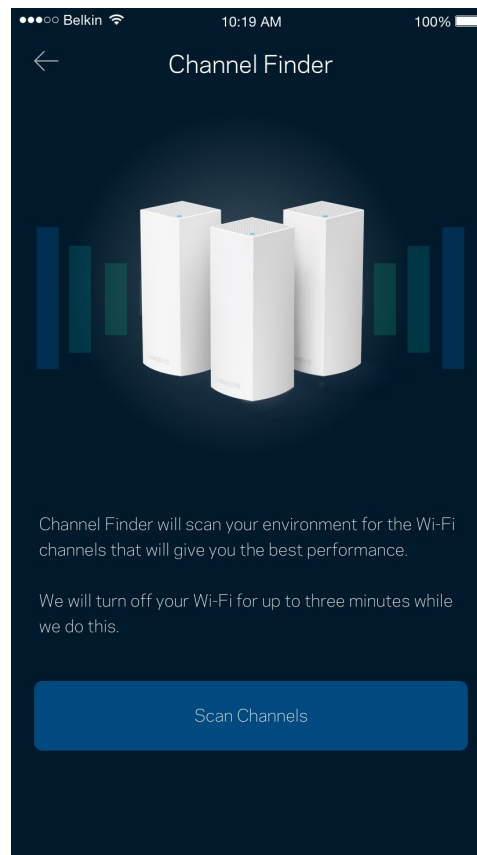 Belkin 10:19 AM 100%
Channel Finder
LINKSYS
LINKSYS
Channel Finder will scan your environment for the Wi-Fi
channels that will give you the best performance.
We will turn off your Wi-Fi for up to three minutes while
we do this.
Scan Channels